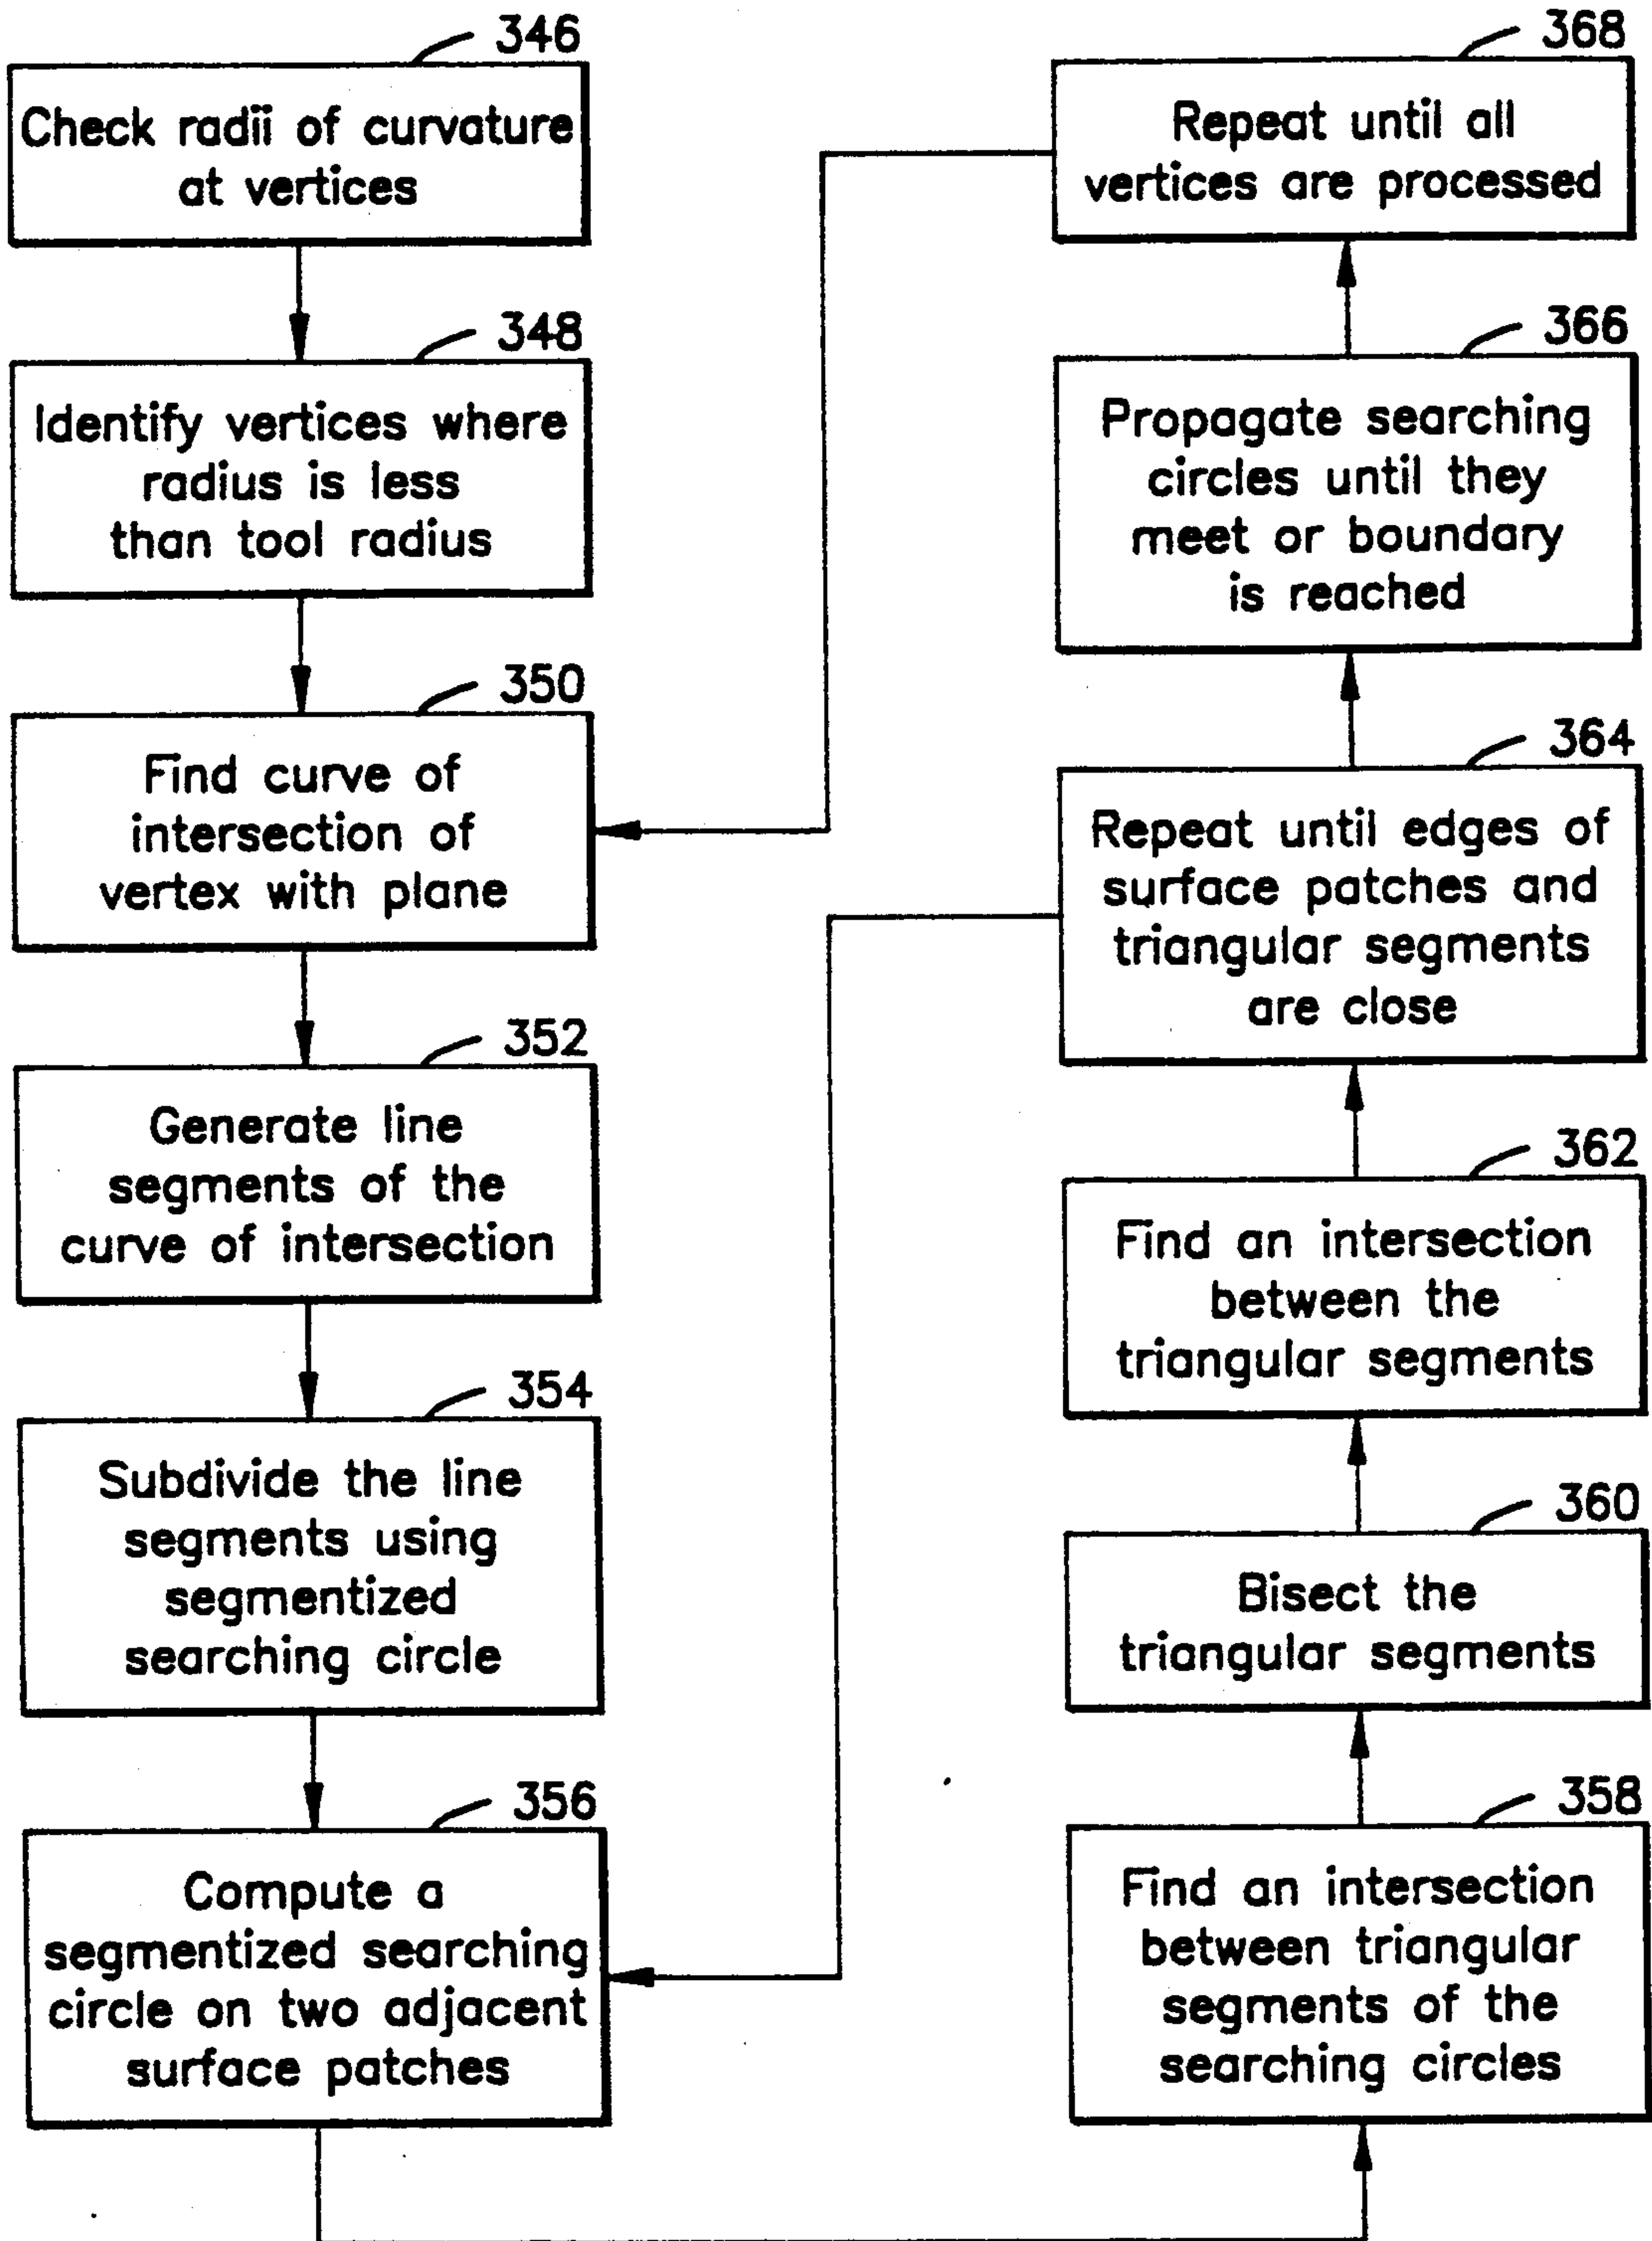 346
Check radii of curvature
at vertices
348
Identify vertices where
radius is less
than tool radius
350
Find curve of
intersection of
vertex with plane
352
Generate line
segments of the
curve of intersection
354
Subdivide the line
segments using
segmentized
searching circle
356
Compute a
segmentized searching
circle on two adjacent
surface patches
358
Find an intersection
between triangular
segments of the
searching circles
360
Bisect the
triangular segments
362
Find an intersection
between the
triangular segments
364
Repeat until edges of
surface patches and
triangular segments
are close
366
Propagate searching
circles until they
meet or boundary
is reached
368
Repeat until all
vertices are processed